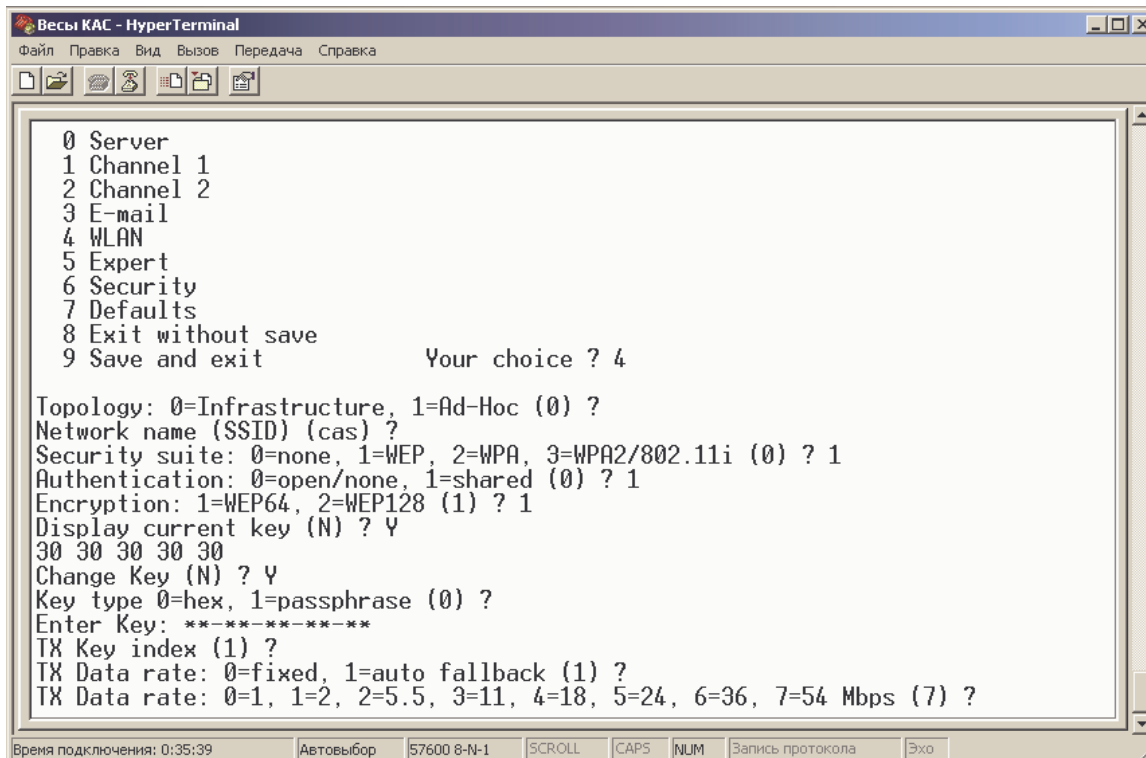 Весы КАС - HyperTerminal
Файл Правка Вид Вызов Передача Справка
0 Server
1 Channel 1
2 Channel 2
3 E-mail
4 WLAN
5 Expert
6 Security
7 Defaults
8 Exit without save
9 Save and exit Your choice ? 4
Topology: 0=Infrastructure, 1=Ad-Hoc (0) ?
Network name (SSID) (cas) ?
Security suite: 0=none, 1=WEP, 2=WPA, 3=WPA2/802.11i (0) ? 1
Authentication: 0=open/none, 1=shared (0) ? 1
Encryption: 1=WEP64, 2=WEP128 (1) ? 1
Display current key (N) ? Y
30 30 30 30 30
Change Key (N) ? Y
Key type 0=hex, 1=passphrase (0) ?
Enter Key: **-**-**-**-**
TX Key index (1) ?
TX Data rate: 0=fixed, 1=auto fallback (1) ?
TX Data rate: 0=1, 1=2, 2=5.5, 3=11, 4=18, 5=24, 6=36, 7=54 Mbps (7) ?
Время подключения: 0:35:39 Автовыбор 57600 8-N-1 SCROLL CAPS NUM Запись протокола Эхо